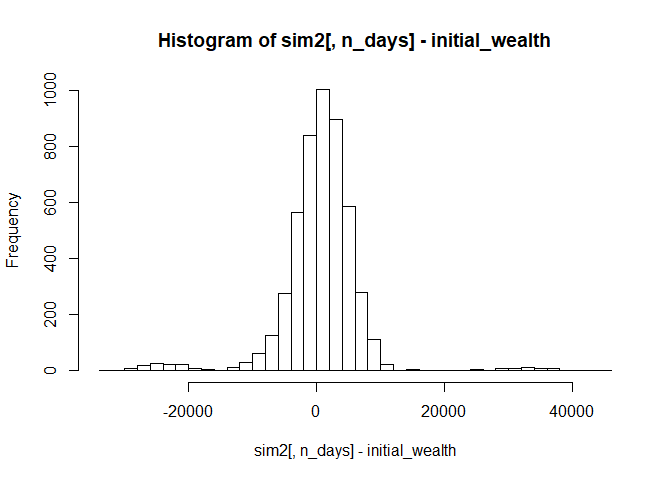 Histogram of sim2[, n_days] - initial_wealth
Frequency
1000
800
600
400
200
0
-20000 0 20000 40000
sim2[, n_days] - initial_wealth